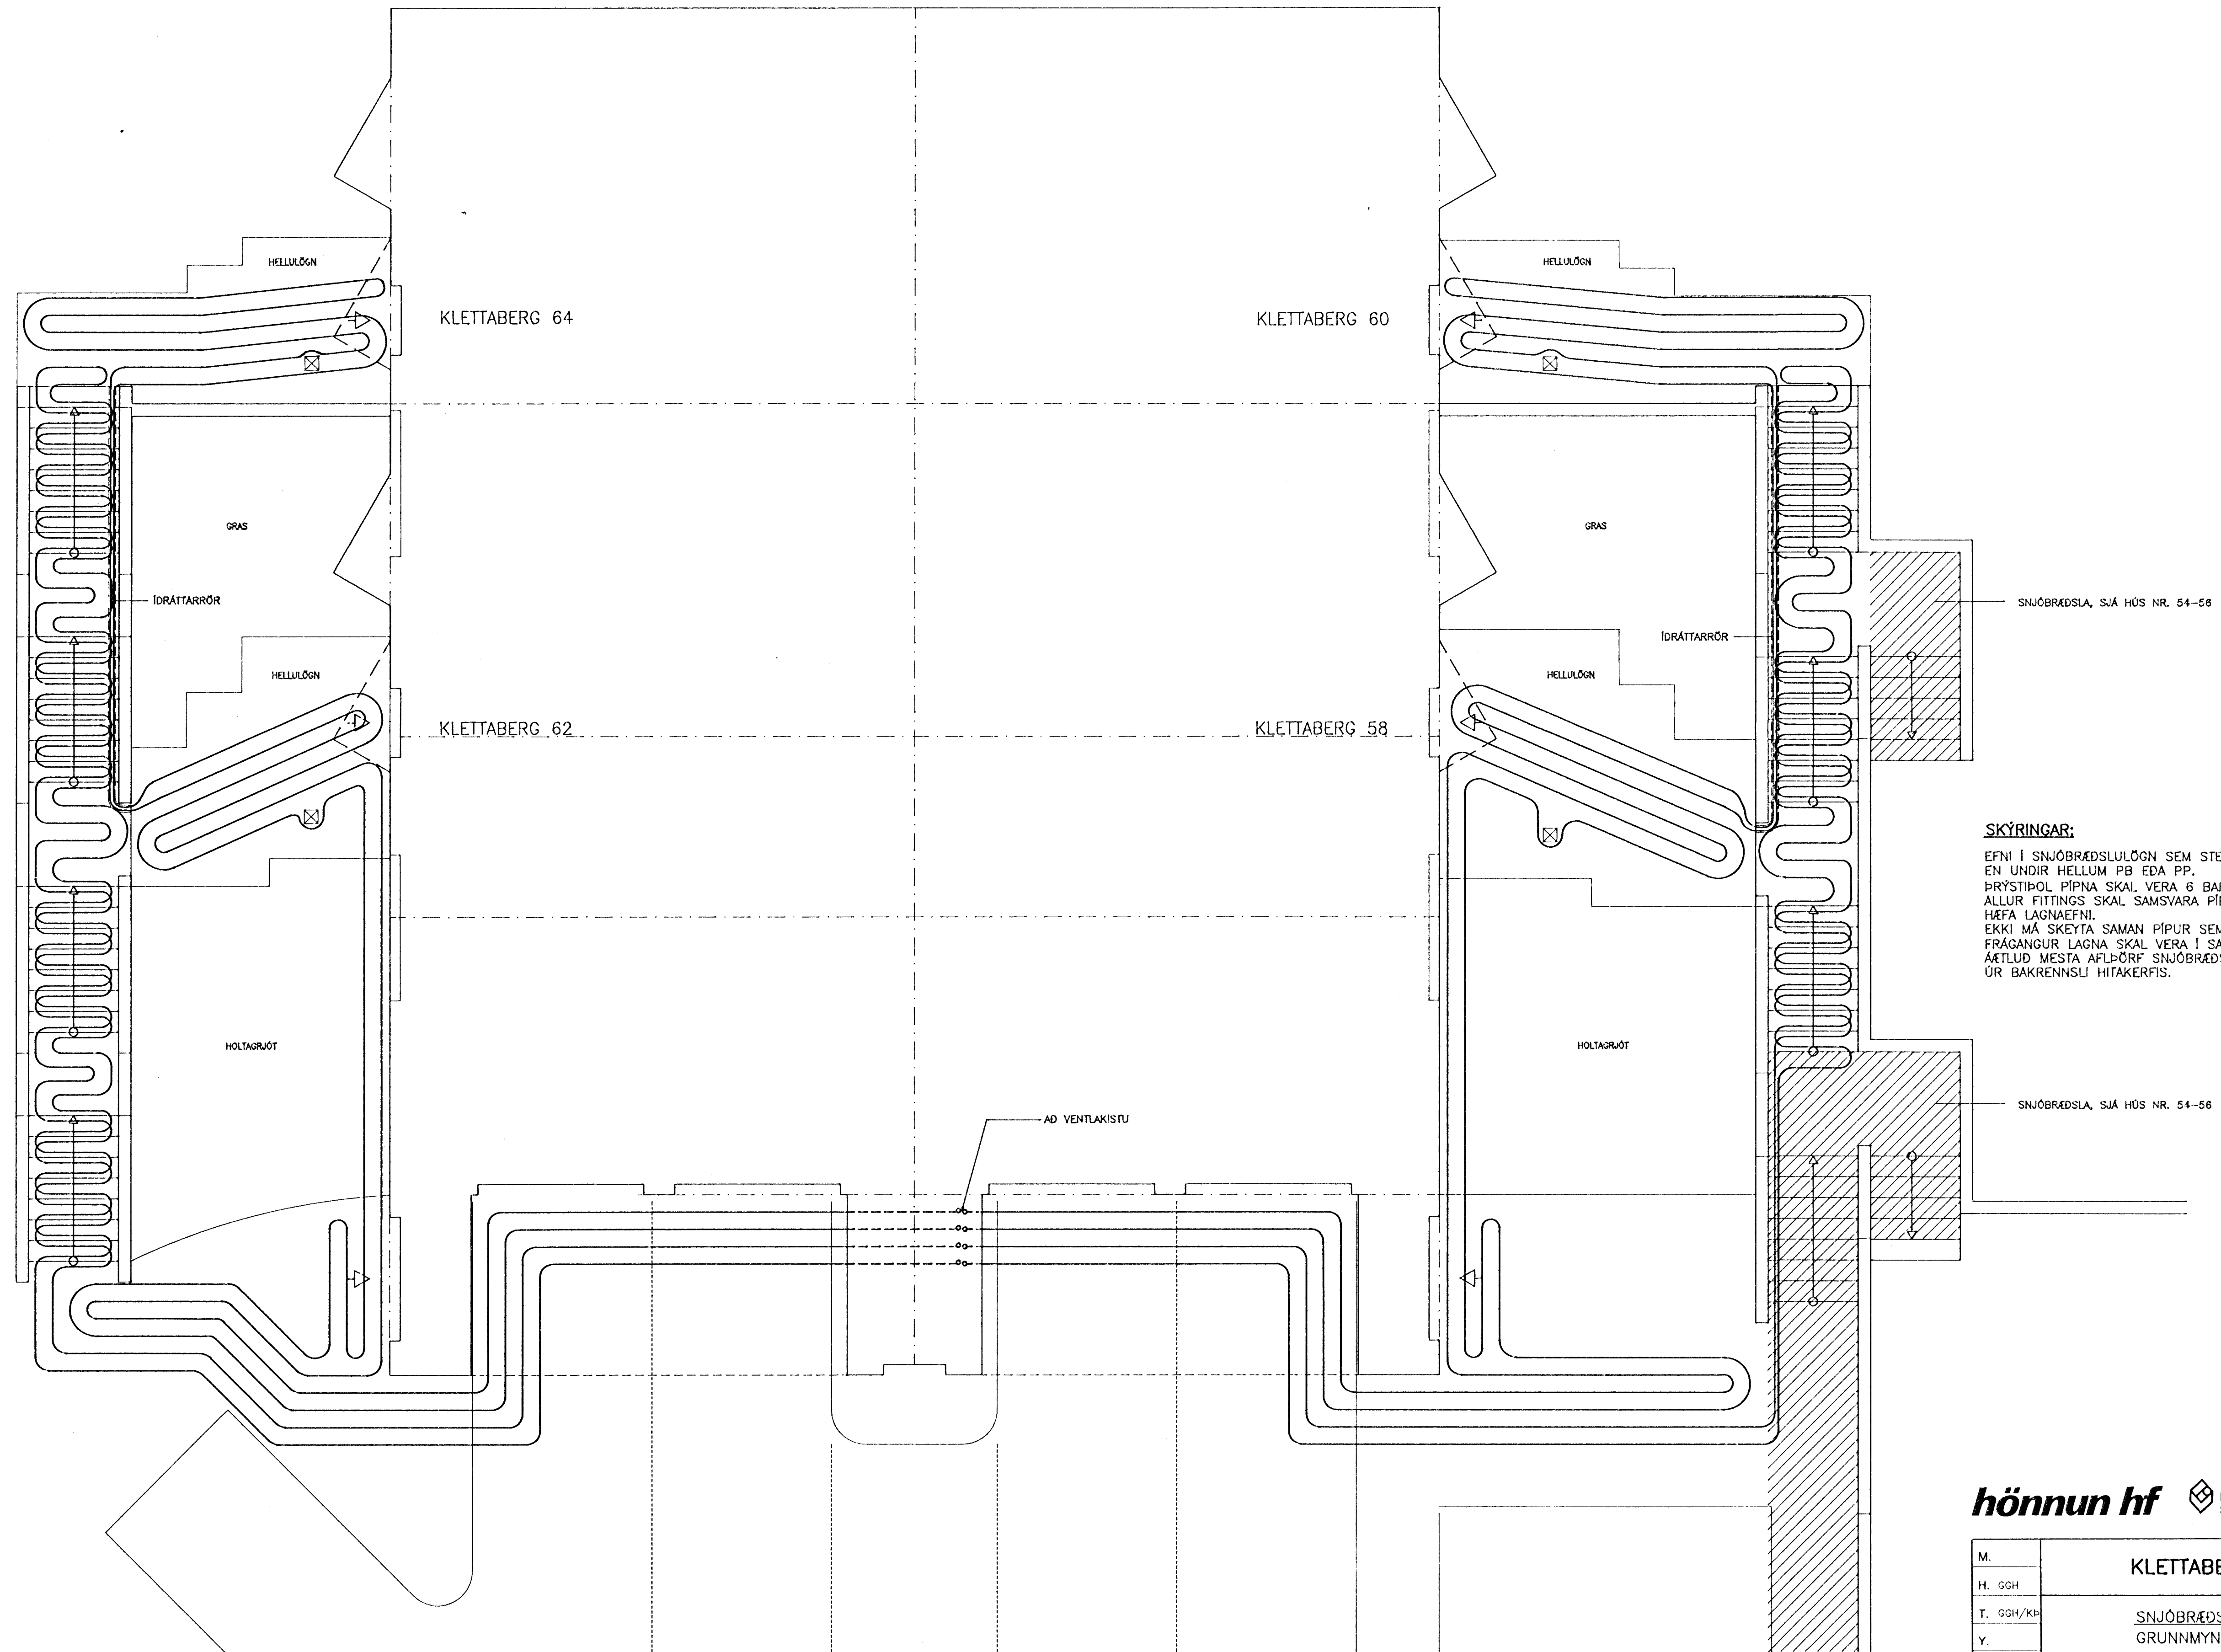 HELLULÖGN
HELLULÖGN
KLETTABERG 64
KLETTABERG 60
GRAS
GRAS
ÍDRÁTTARRÖR
SNJÓBRÆÐSLA, SJÁ HÚS NR. 54-56
ÍDRÁTTARRÖR
HELLULÖGN
HELLULÖGN
KLETTABERG 62
KLETTABERG 58
SKÝRINGAR;
EFNI Í SNJÓBRÆÐSLULÖGN SEM
EN UNDIR HELLUM PB EÐA PP.
ÞRÝSTIÞOL PÍPNA SKAL VERA 6
ALLUR FITTINGS SKAL SAMSVARA
HÆFA LAGNAEFNI.
EKKI MÁ SKEYTA SAMAN PÍPUR SEM
FRÁGANGUR LAGNA SKAL VERA Í
ÁÆTLUÐ MESTA AFLÞÖRF
ÚR BAKRENNSLI HITAKERFIS.
HOLTAGRJÓT
HOLTAGRJÓT
AÐ VENTLAKISTU
SNJÓBRÆÐSLA, SJÁ HÚS NR. 54-56
hönnun hf
M.
KLETTABE
H. GGH
T. GGH/KÞ
SNJÓBRÆÐS
Y.
GRUNNMYN